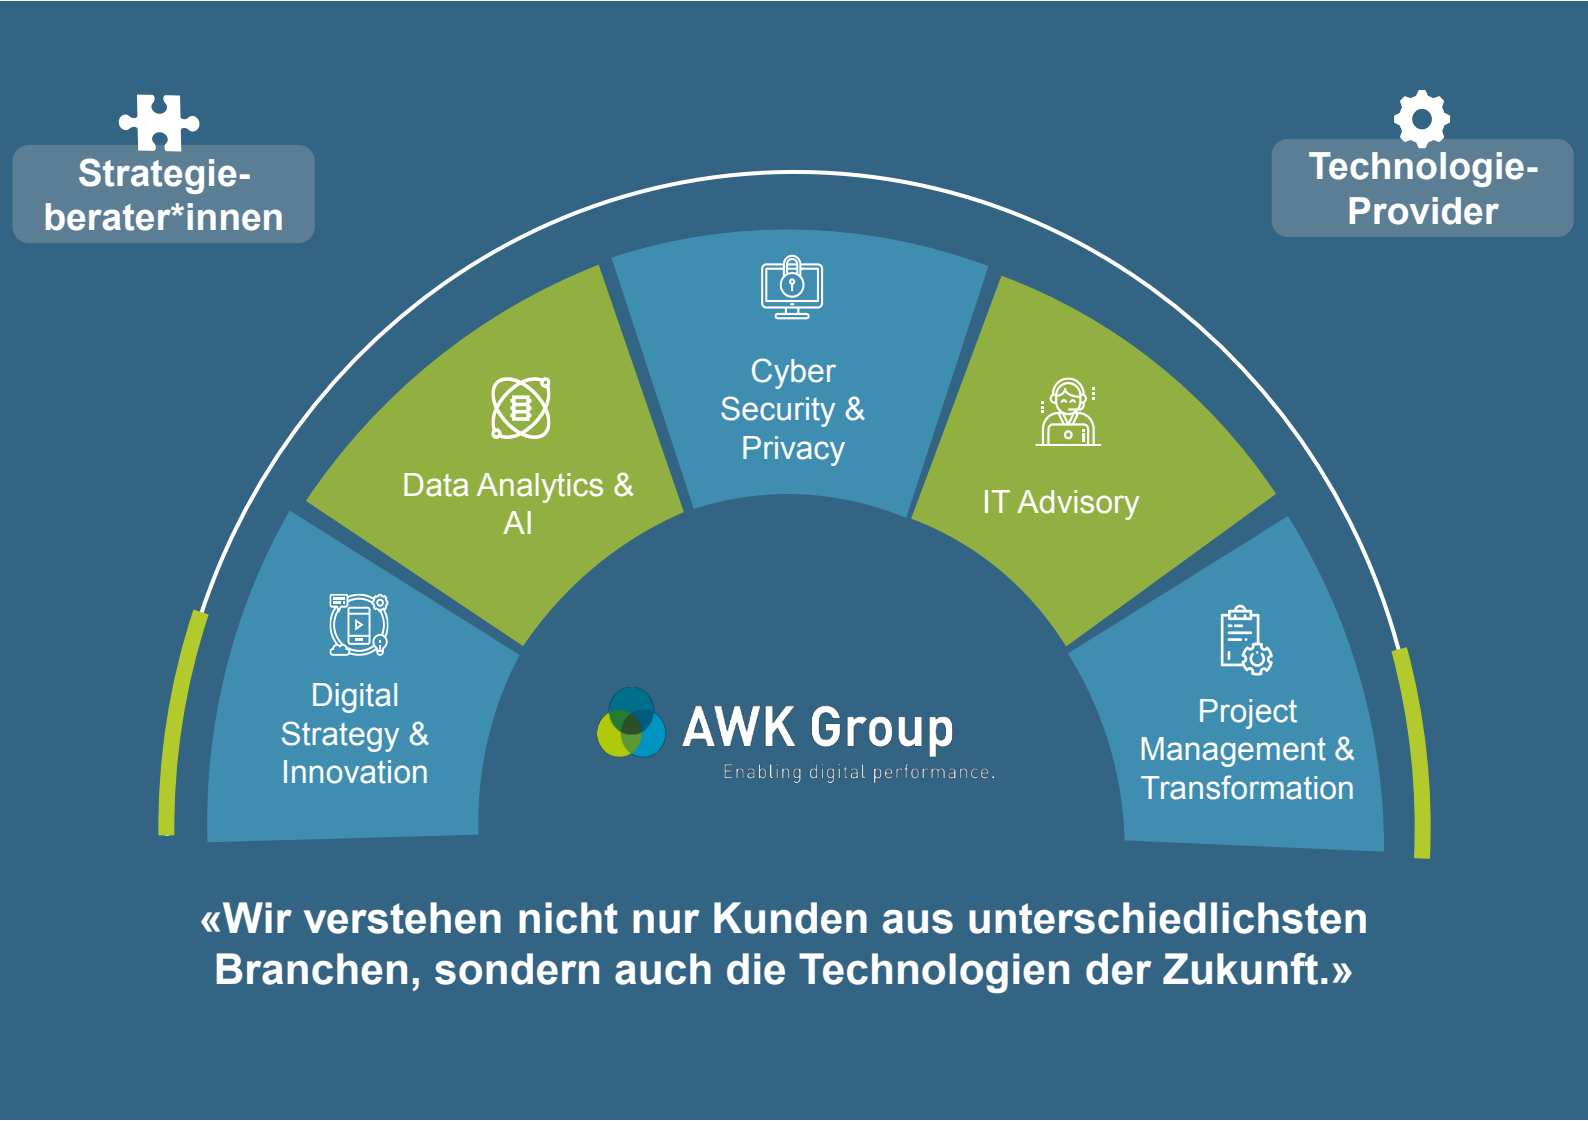 Strategie-
berater*innen
Technologie-
Provider
Cyber
Security &
Privacy
Data Analytics &
AI
IT Advisory
Digital
Strategy &
Innovation
Project
Management &
Transformation
AWK Group
Enabling digital performance.
«Wir verstehen nicht nur Kunden aus unterschiedlichsten
Branchen, sondern auch die Technologien der Zukunft.»